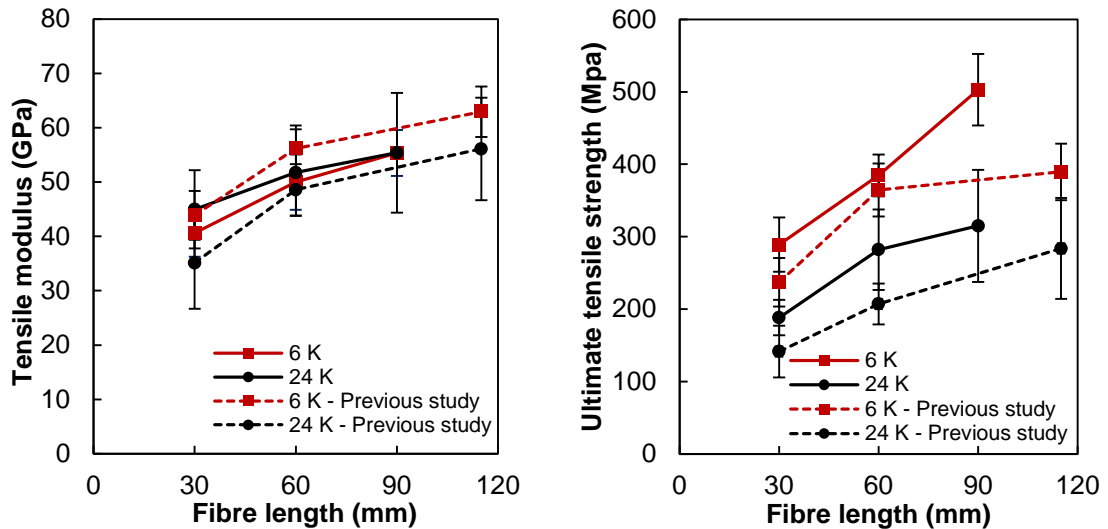 80
70
60
50
40
30
20
10
0
Tensile modulus (GPa)
6 K
24 K
6 K - Previous study
24 K - Previous study
0 30 60 90 120
Fibre length (mm)
600
500
400
300
200
100
0
Ultimate tensile strength (Mpa)
6 K
24 K
6 K - Previous study
24 K - Previous study
0 30 60 90 120
Fibre length (mm)